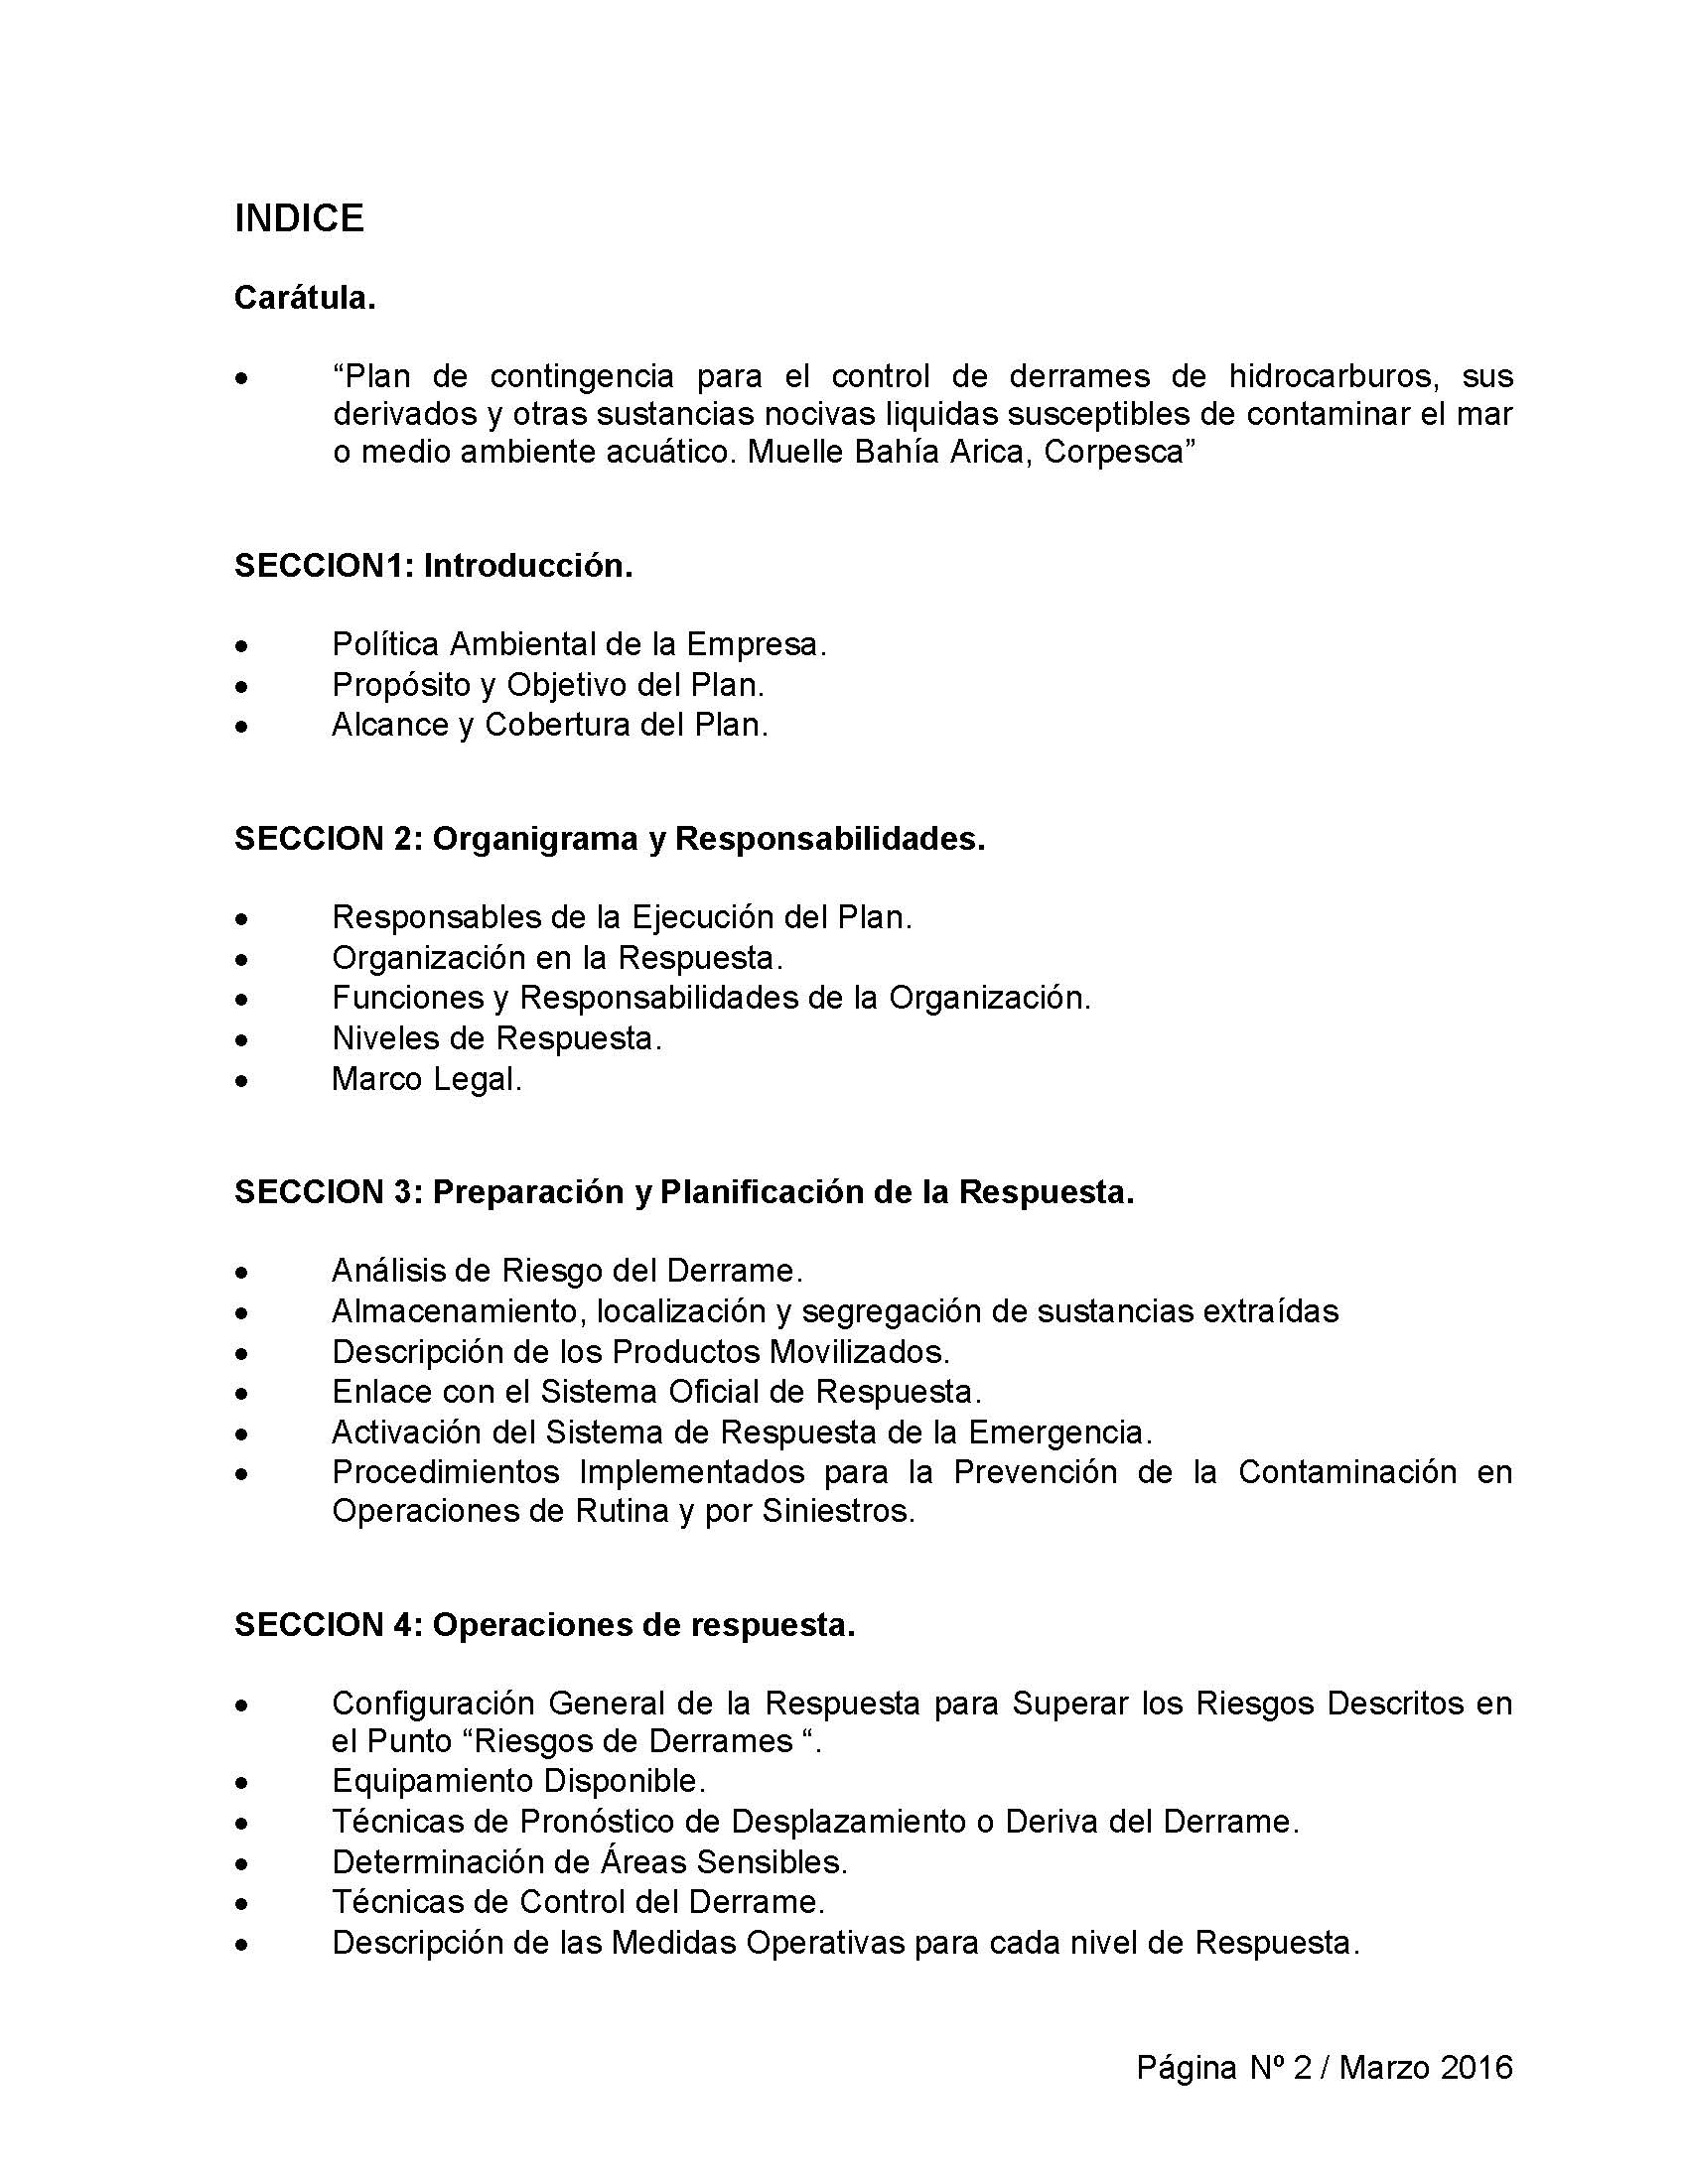 INDICE
Carátula.
• “Plan de contingencia para el control de derrames de hidrocarburos, sus
derivados y otras sustancias nocivas liquidas susceptibles de contaminar el mar
o medio ambiente acuático. Muelle Bahía Arica, Corpesca”
SECCION1: Introducción.
• Política Ambiental de la Empresa.
• Propósito y Objetivo del Plan.
• Alcance y Cobertura del Plan.
SECCION 2: Organigrama y Responsabilidades.
• Responsables de la Ejecución del Plan.
• Organización en la Respuesta.
• Funciones y Responsabilidades de la Organización.
• Niveles de Respuesta.
• Marco Legal.
SECCION 3: Preparación y Planificación de la Respuesta.
• Análisis de Riesgo del Derrame.
• Almacenamiento, localización y segregación de sustancias extraídas
• Descripción de los Productos Movilizados.
• Enlace con el Sistema Oficial de Respuesta.
• Activación del Sistema de Respuesta de la Emergencia.
• Procedimientos Implementados para la Prevención de la Contaminación en
Operaciones de Rutina y por Siniestros.
SECCION 4: Operaciones de respuesta.
• Configuración General de la Respuesta para Superar los Riesgos Descritos en
el Punto “Riesgos de Derrames “.
• Equipamiento Disponible.
• Técnicas de Pronóstico de Desplazamiento o Deriva del Derrame.
• Determinación de Áreas Sensibles.
• Técnicas de Control del Derrame.
• Descripción de las Medidas Operativas para cada nivel de Respuesta.
Página Nº 2 / Marzo 2016